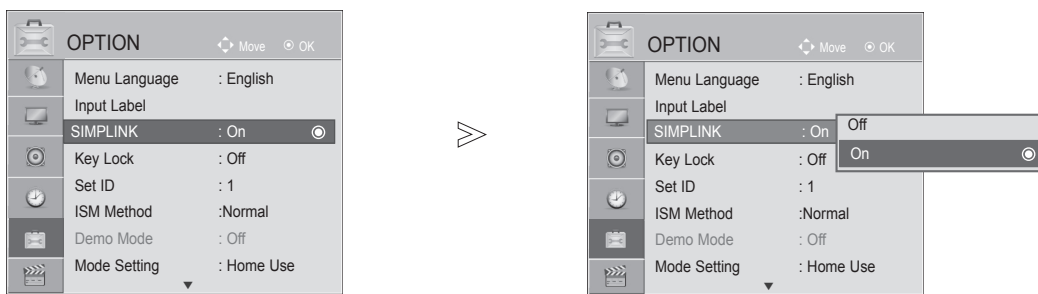 OPTION Move OK
Menu Language : English
Input Label
SIMPLINK : On
Key Lock : Off
Set ID : 1
ISM Method :Normal
Demo Mode : Off
Mode Setting : Home Use
OPTION Move OK
Menu Language : English
Input Label
SIMPLINK : On
Key Lock : Off
Set ID : 1
ISM Method :Normal
Demo Mode : Off
Mode Setting : Home Use
Off
On